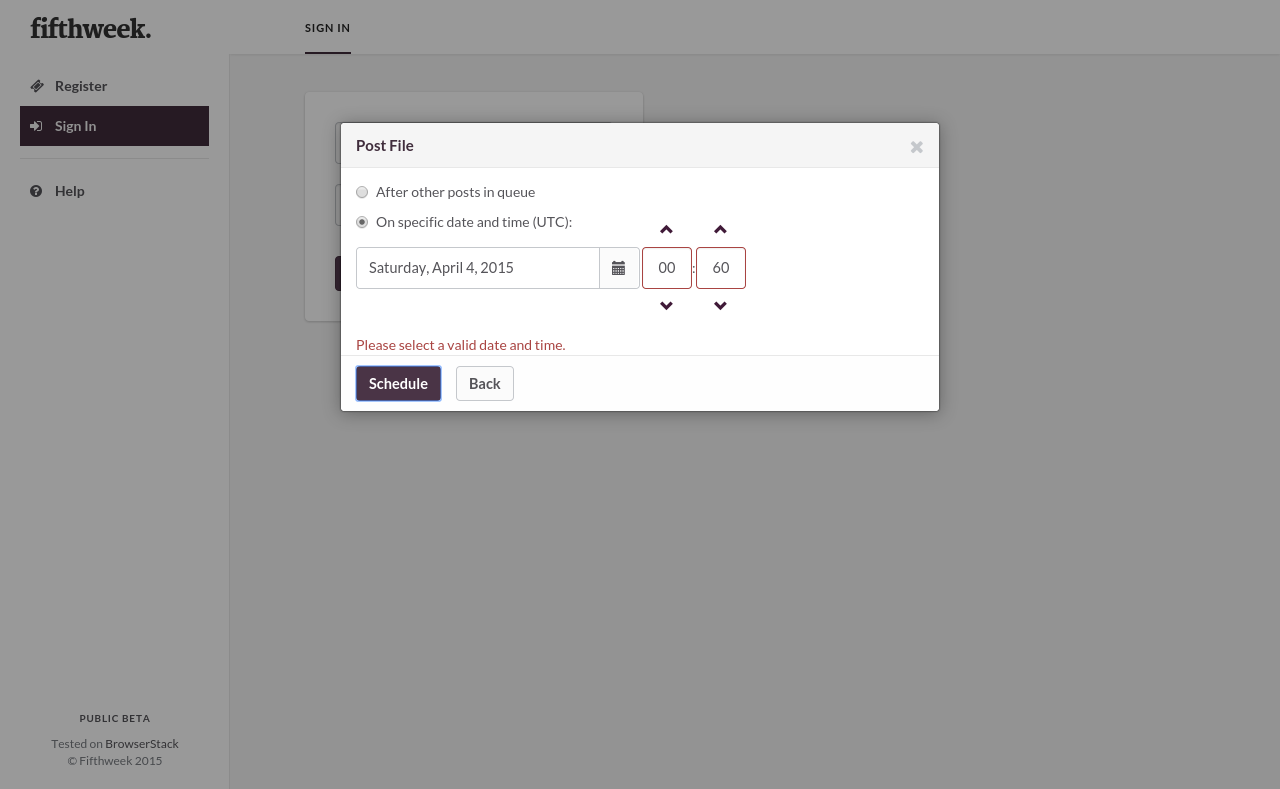 fifthweek.
SIGN IN
Register
Sign In
Help
Post File
After other posts in queue
On specific date and time (UTC):
Saturday, April 4, 2015
00 : 60
Please select a valid date and time.
Schedule
Back
PUBLIC BETA
Tested on BrowserStack
© Fifthweek 2015